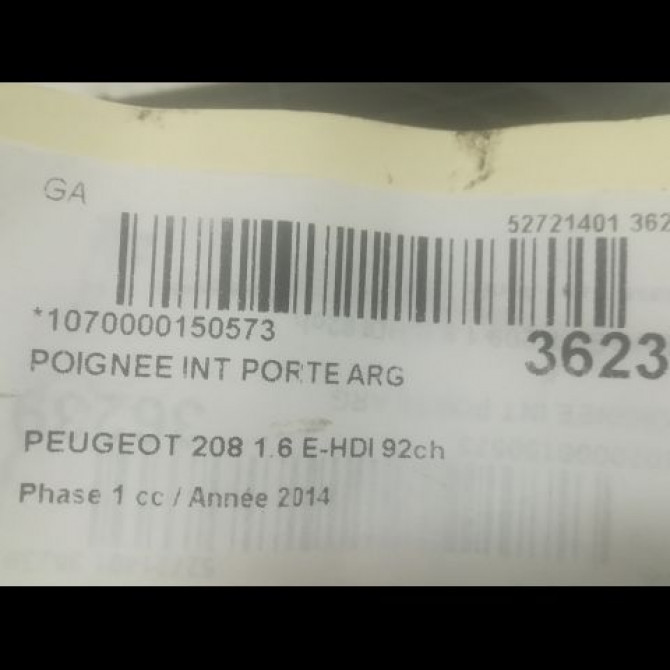 GA
52721401 362
*1070000150573
3623
POIGNEE INT PORTE ARG
PEUGEOT 208 1.6 E-HDI 92ch
Phase 1 cc / Année 2014